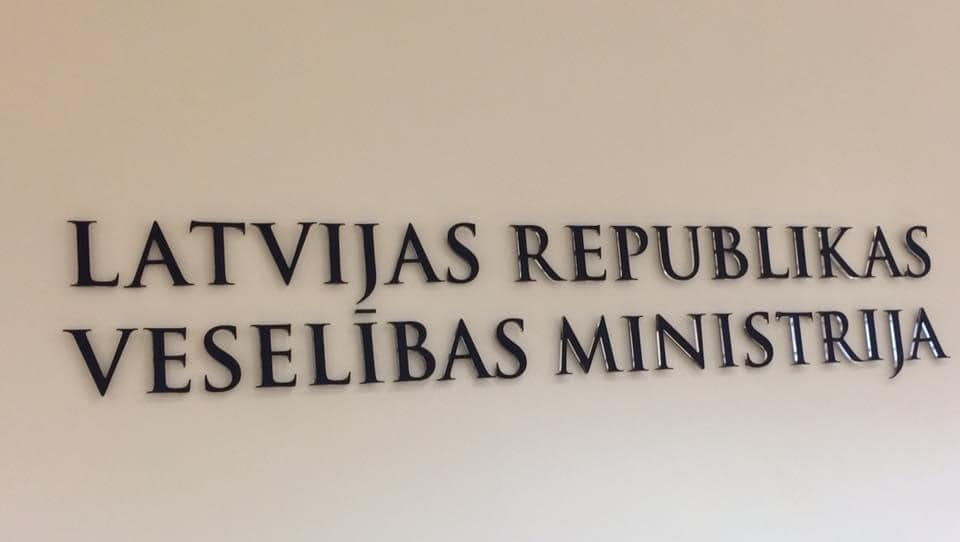 LATVIJAS REPUBLIKAS
VESELĪBAS MINISTRIJA